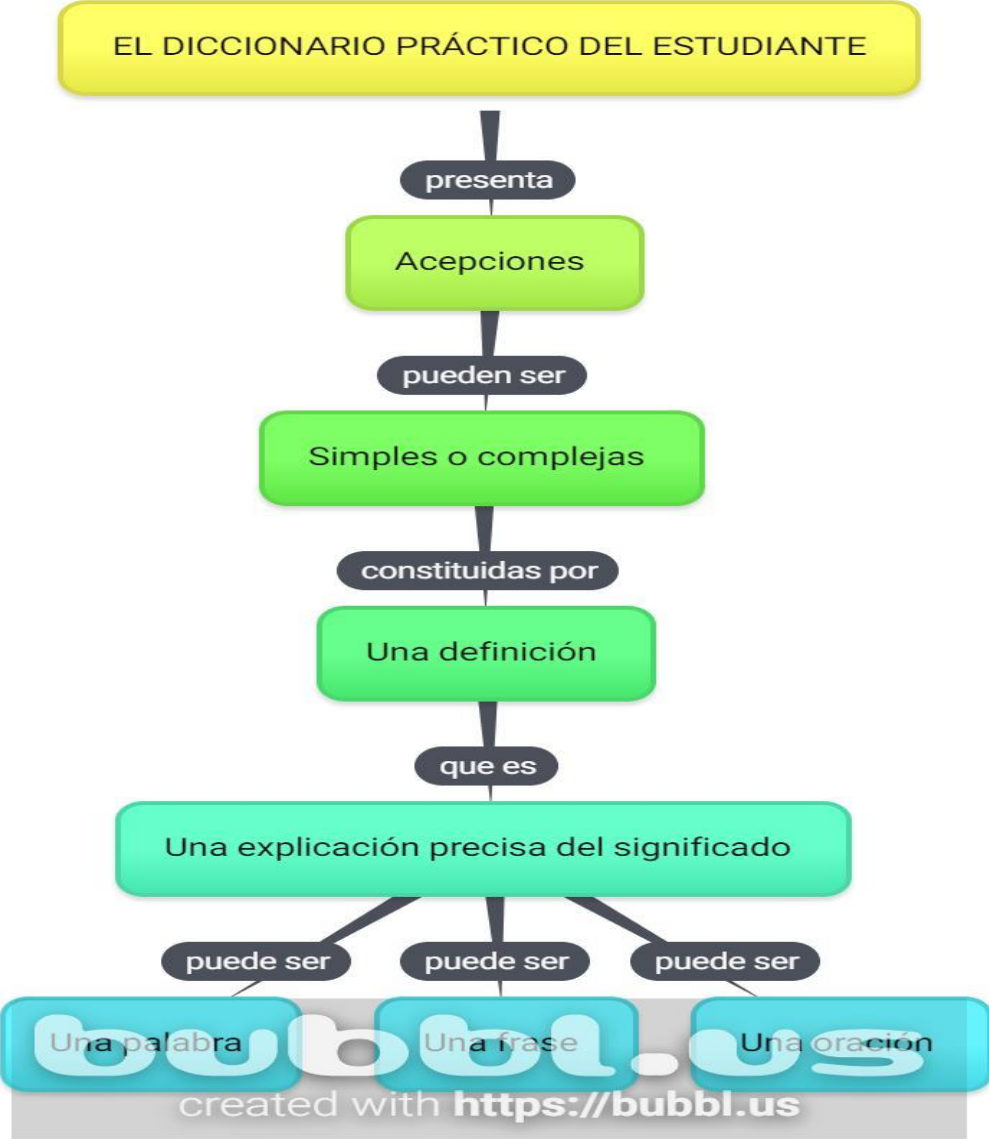 EL DICCIONARIO PRÁCTICO DEL ESTUDIANTE
presenta
Acepciones
pueden ser
Simples o complejas
constituidas por
Una definición
que es
Una explicación precisa del significado
puede ser puede ser puede ser
Una palabra Una frase Una oración
bubbl.us
created with https://bubbl.us